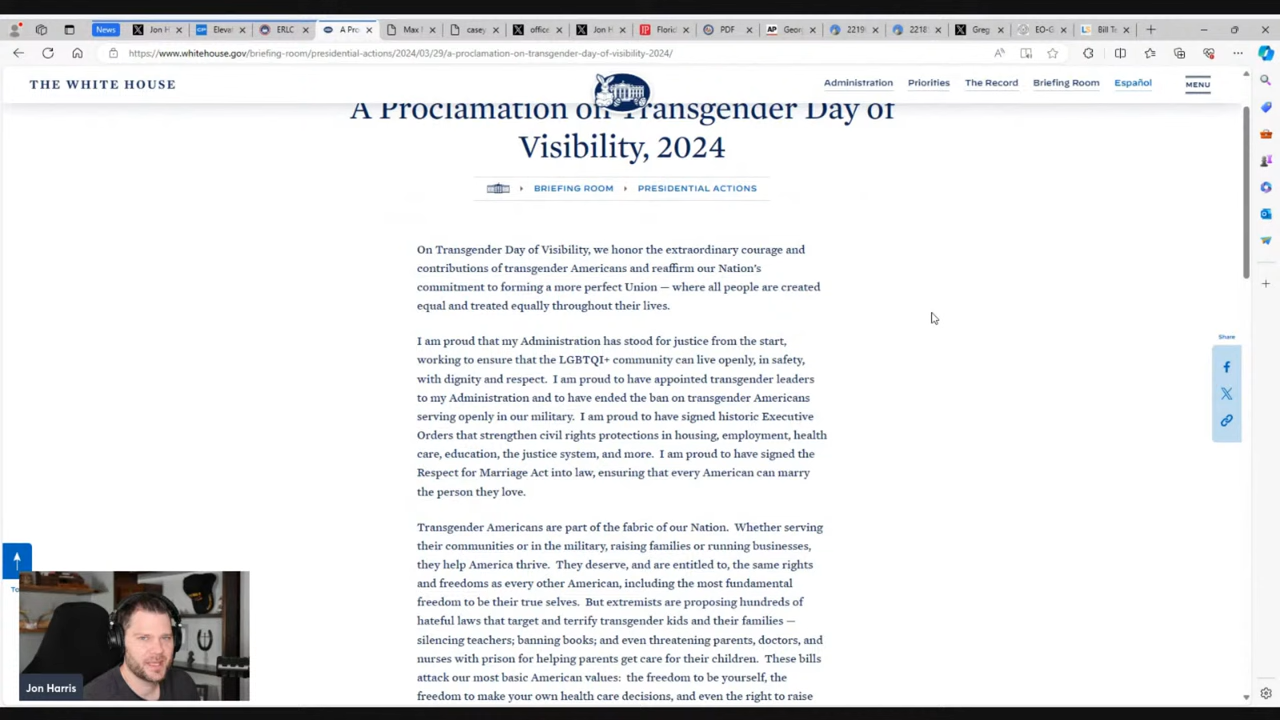 News
Jon H
Eleva
ERLC
A Pro
Max
casey
office
Jon H
Florid
PDF
Georg
2219
2218
Greg
EO-G
Bill Te
https://www.whitehouse.gov/briefing-room/presidential-actions/2024/03/29/a-proclamation-on-transgender-day-of-visibility-2024/
THE WHITE HOUSE
Administration
Priorities
The Record
Briefing Room
Español
MENU
A Proclamation on Transgender Day of
Visibility, 2024
BRIEFING ROOM
PRESIDENTIAL ACTIONS
On Transgender Day of Visibility, we honor the extraordinary courage and
contributions of transgender Americans and reaffirm our Nation's
commitment to forming a more perfect Union — where all people are created
equal and treated equally throughout their lives.
I am proud that my Administration has stood for justice from the start,
working to ensure that the LGBTQI+ community can live openly, in safety,
with dignity and respect.  I am proud to have appointed transgender leaders
to my Administration and to have ended the ban on transgender Americans
serving openly in our military.  I am proud to have signed historic Executive
Orders that strengthen civil rights protections in housing, employment, health
care, education, the justice system, and more.  I am proud to have signed the
Respect for Marriage Act into law, ensuring that every American can marry
the person they love.
Transgender Americans are part of the fabric of our Nation.  Whether serving
their communities or in the military, raising families or running businesses,
they help America thrive.  They deserve, and are entitled to, the same rights
and freedoms as every other American, including the most fundamental
freedom to be their true selves.  But extremists are proposing hundreds of
hateful laws that target and terrify transgender kids and their families —
silencing teachers; banning books; and even threatening parents, doctors, and
nurses with prison for helping parents get care for their children.  These bills
attack our most basic American values:  the freedom to be yourself, the
freedom to make your own health care decisions, and even the right to raise
Share
Jon Harris